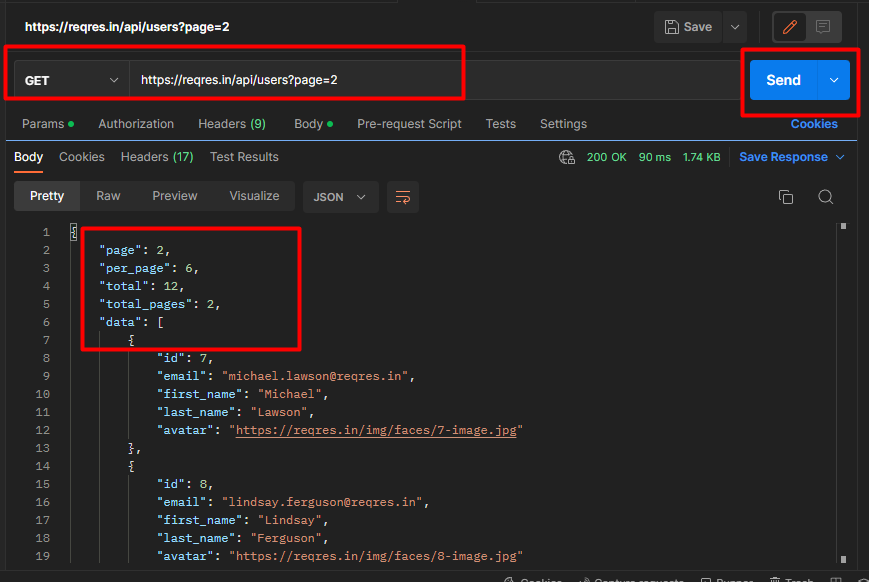 https://reqres.in/api/users?page=2
Save
GET https://reqres.in/api/users?page=2 Send
Params Authorization Headers (9) Body Pre-request Script Tests Settings Cookies
Body Cookies Headers (17) Test Results 200 OK 90 ms 1.74 KB Save Response
Pretty Raw Preview Visualize JSON
1 {
2 "page": 2,
3 "per_page": 6,
4 "total": 12,
5 "total_pages": 2,
6 "data": [
7 {
8 "id": 7,
9 "email": "michael.lawson@reqres.in",
10 "first_name": "Michael",
11 "last_name": "Lawson",
12 "avatar": "https://reqres.in/img/faces/7-image.jpg"
13 },
14 {
15 "id": 8,
16 "email": "lindsay.ferguson@reqres.in",
17 "first_name": "Lindsay",
18 "last_name": "Ferguson",
19 "avatar": "https://reqres.in/img/faces/8-image.jpg"
Cookies Capture requests Runner Trash